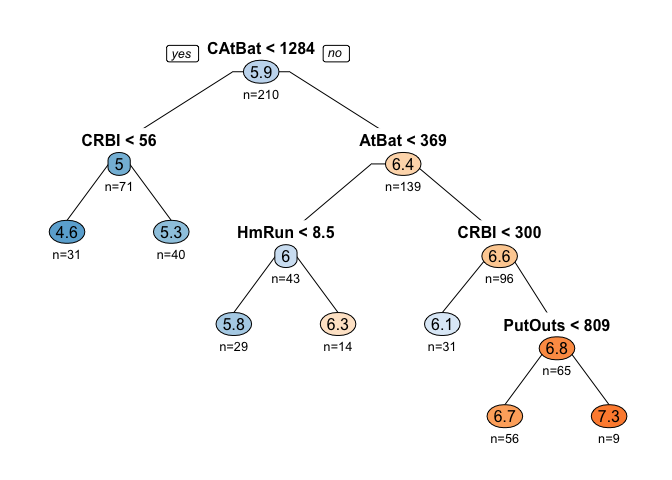 yes CAtBat < 1284 no
5.9
n=210
CRBI < 56 AtBat < 369
5 6.4
n=71 n=139
4.6 5.3 HmRun < 8.5 CRBI < 300
n=31 n=40 6 6.6
n=43 n=96
5.8 6.3 6.1 PutOuts < 809
n=29 n=14 n=31 6.8
n=65
6.7 7.3
n=56 n=9